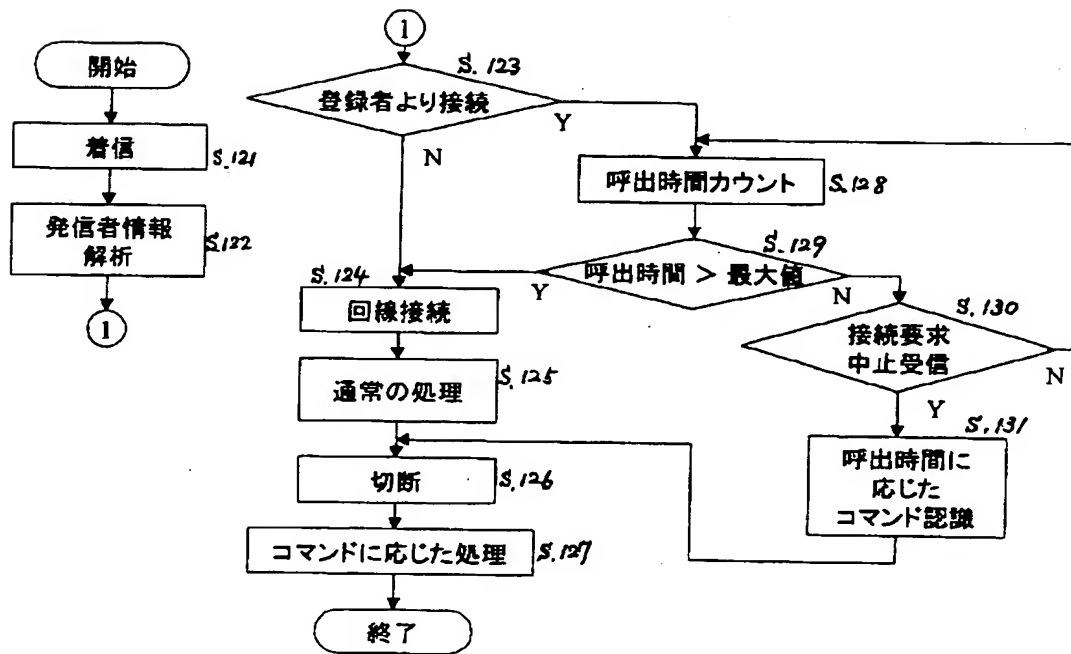 開始
着信
S.121
発信者情報
解析
S.122
1
1
S.123
登録者より接続
Y
N
呼出時間カウント
S.128
S.129
呼出時間 > 最大値
Y
N
S.124
回線接続
S.130
接続要求
中止受信
N
Y
通常の処理
S.125
S.131
呼出時間に
応じた
コマンド認識
切断
S.126
コマンドに応じた処理
S.127
終了